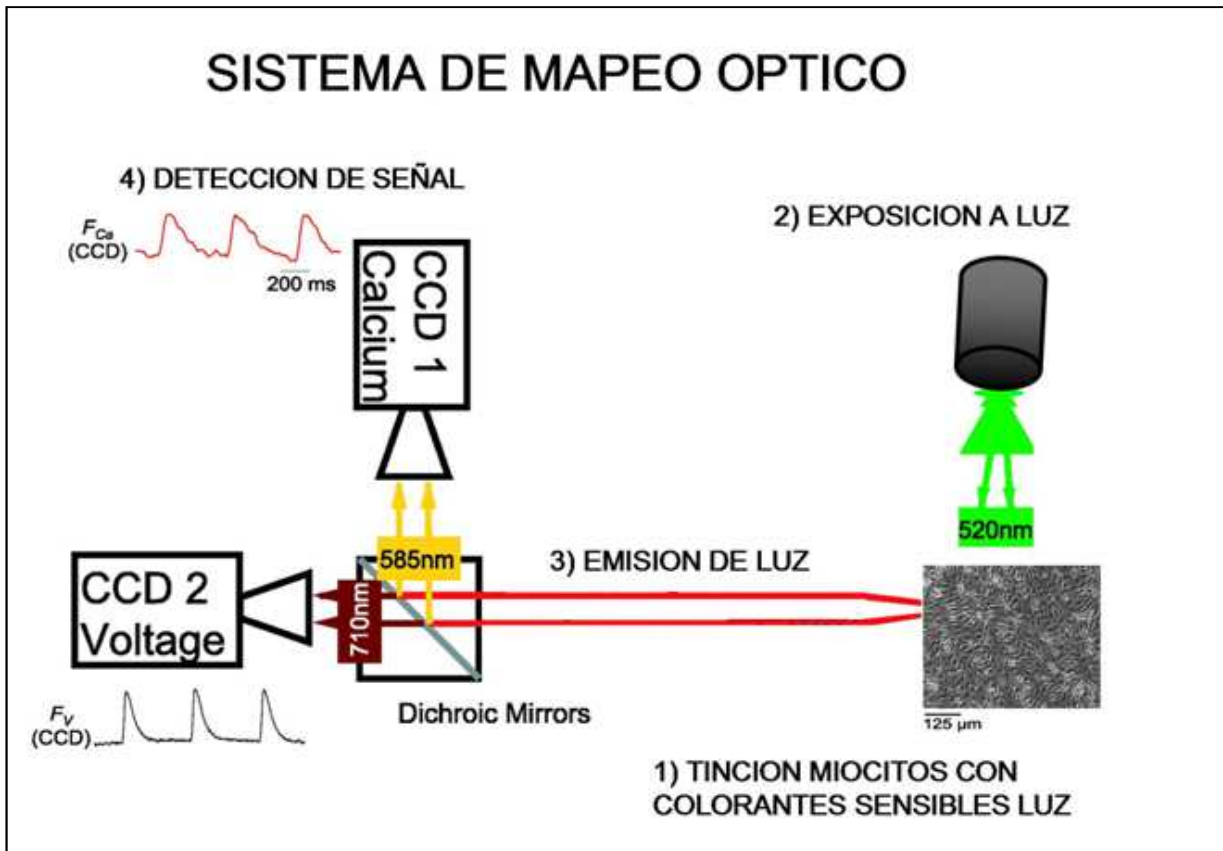 SISTEMA DE MAPEO OPTICO
4) DETECCION DE SEÑAL
F_Ca
(CCD)
200 ms
CCD 1
Calcium
2) EXPOSICION A LUZ
520nm
585nm
3) EMISION DE LUZ
CCD 2
Voltage
710nm
Dichroic Mirrors
125 µm
F_V
(CCD)
1) TINCION MIOCITOS CON
COLORANTES SENSIBLES LUZ